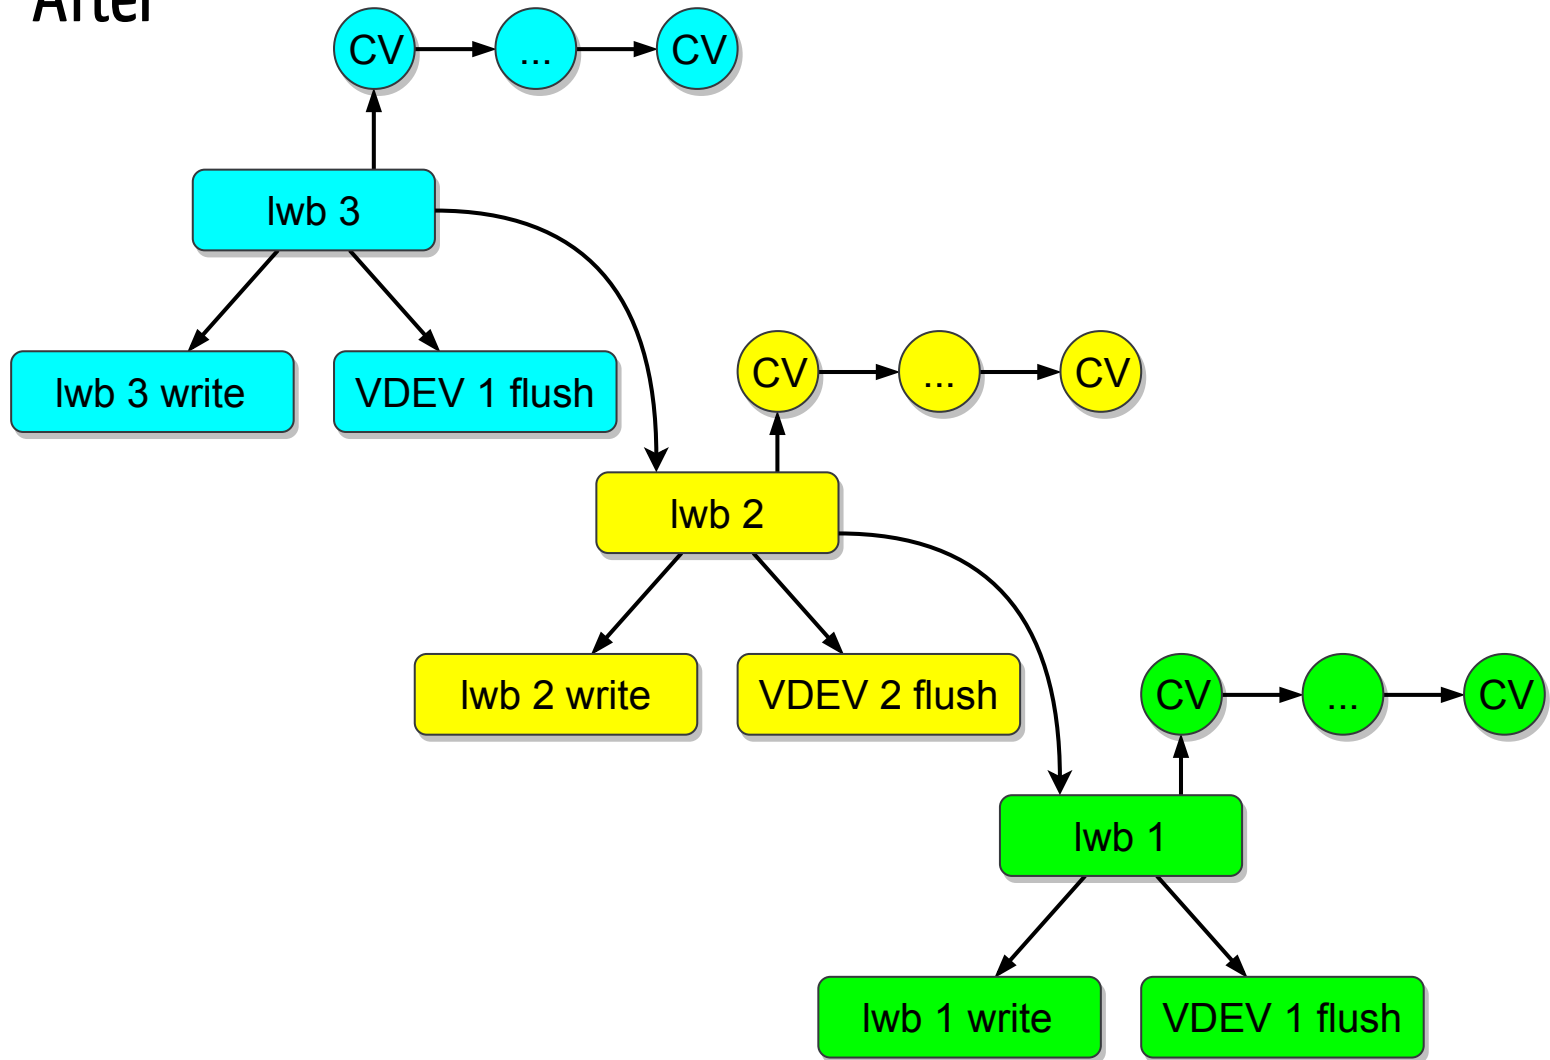 After
CV ... CV
lwb 3
lwb 3 write VDEV 1 flush
CV ... CV
lwb 2
lwb 2 write VDEV 2 flush
CV ... CV
lwb 1
lwb 1 write VDEV 1 flush